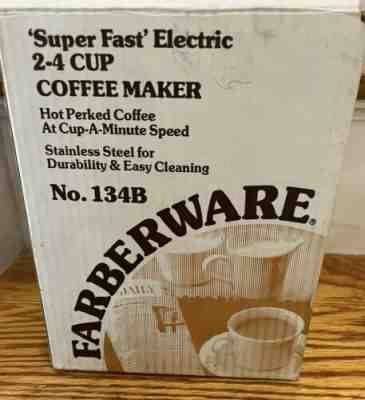 'Super Fast' Electric
2-4 CUP
COFFEE MAKER
Hot Perked Coffee
At Cup-A-Minute Speed
Stainless Steel for
Durability & Easy Cleaning
No. 134B
FARBERWARE®
DAILY